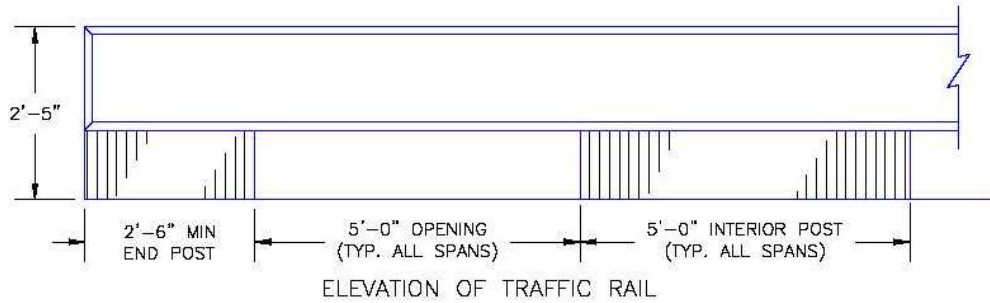 2'-5"
2'-6" MIN
END POST
5'-0" OPENING
(TYP. ALL SPANS)
5'-0" INTERIOR POST
(TYP. ALL SPANS)
ELEVATION OF TRAFFIC RAIL